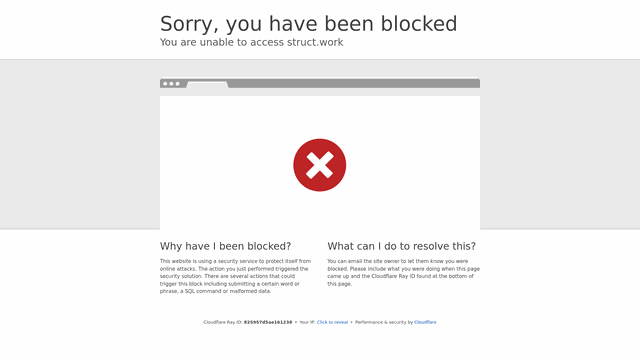 Sorry, you have been blocked
You are unable to access struct.work
Why have I been blocked?
This website is using a security service to protect itself from
online attacks. The action you just performed triggered the
security solution. There are several actions that could
trigger this block including submitting a certain word or
phrase, a SQL command or malformed data.
What can I do to resolve this?
You can email the site owner to let them know you were
blocked. Please include what you were doing when this page
came up and the Cloudflare Ray ID found at the bottom of
this page.
Cloudflare Ray ID: 825957d5ae161238 • Your IP: Click to reveal • Performance & security by Cloudflare